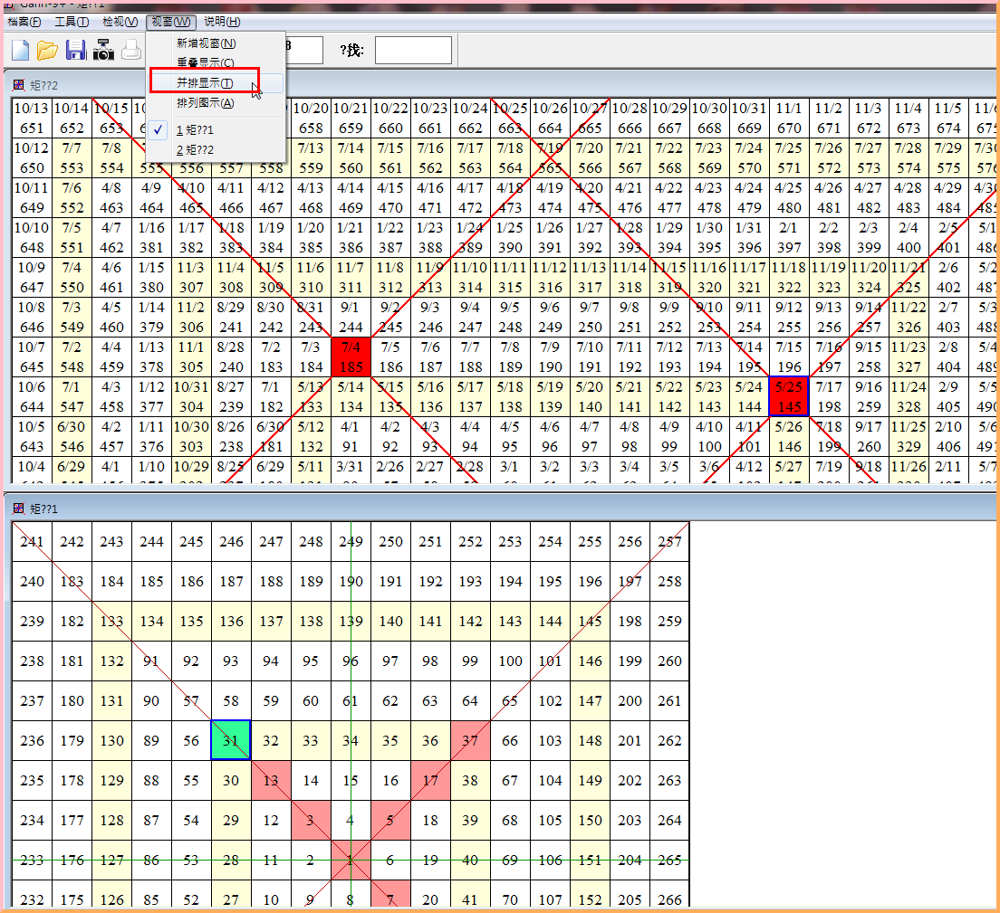 Gann-9+ - 矩??1
档案(F) 工具(T) 检视(V) 视窗(W) 说明(H)
新增视窗(N)
重叠显示(C)
并排显示(T)
排列图示(A)
✓ 1 矩??1
2 矩??2
8 ?找:
矩??2
10/13 10/14 10/15 10/20 10/21 10/22 10/23 10/24 10/25 10/26 10/27 10/28 10/29 10/30 10/31 11/1 11/2 11/3 11/4 11/5 11/6
651 652 653 658 659 660 661 662 663 664 665 666 667 668 669 670 671 672 673 674 675
10/12 7/7 7/8 7/13 7/14 7/15 7/16 7/17 7/18 7/19 7/20 7/21 7/22 7/23 7/24 7/25 7/26 7/27 7/28 7/29 7/30
650 553 554 555 556 557 558 559 560 561 562 563 564 565 566 567 568 569 570 571 572 573 574 575 576
10/11 7/6 4/8 4/9 4/10 4/11 4/12 4/13 4/14 4/15 4/16 4/17 4/18 4/19 4/20 4/21 4/22 4/23 4/24 4/25 4/26 4/27 4/28 4/29 4/30
649 552 463 464 465 466 467 468 469 470 471 472 473 474 475 476 477 478 479 480 481 482 483 484 485
10/10 7/5 4/7 1/16 1/17 1/18 1/19 1/20 1/21 1/22 1/23 1/24 1/25 1/26 1/27 1/28 1/29 1/30 1/31 2/1 2/2 2/3 2/4 2/5 5/1
648 551 462 381 382 383 384 385 386 387 388 389 390 391 392 393 394 395 396 397 398 399 400 401 486
10/9 7/4 4/6 1/15 11/3 11/4 11/5 11/6 11/7 11/8 11/9 11/10 11/11 11/12 11/13 11/14 11/15 11/16 11/17 11/18 11/19 11/20 11/21 2/6 5/2
647 550 461 380 307 308 309 310 311 312 313 314 315 316 317 318 319 320 321 322 323 324 325 402 487
10/8 7/3 4/5 1/14 11/2 8/29 8/30 8/31 9/1 9/2 9/3 9/4 9/5 9/6 9/7 9/8 9/9 9/10 9/11 9/12 9/13 9/14 11/22 2/7 5/3
646 549 460 379 306 241 242 243 244 245 246 247 248 249 250 251 252 253 254 255 256 257 326 403 488
10/7 7/2 4/4 1/13 11/1 8/28 7/2 7/3 7/4 7/5 7/6 7/7 7/8 7/9 7/10 7/11 7/12 7/13 7/14 7/15 7/16 9/15 11/23 2/8 5/4
645 548 459 378 305 240 183 184 185 186 187 188 189 190 191 192 193 194 195 196 197 258 327 404 489
10/6 7/1 4/3 1/12 10/31 8/27 7/1 5/13 5/14 5/15 5/16 5/17 5/18 5/19 5/20 5/21 5/22 5/23 5/24 5/25 7/17 9/16 11/24 2/9 5/5
644 547 458 377 304 239 182 133 134 135 136 137 138 139 140 141 142 143 144 145 198 259 328 405 490
10/5 6/30 4/2 1/11 10/30 8/26 6/30 5/12 4/1 4/2 4/3 4/4 4/5 4/6 4/7 4/8 4/9 4/10 4/11 5/26 7/18 9/17 11/25 2/10 5/6
643 546 457 376 303 238 181 132 91 92 93 94 95 96 97 98 99 100 101 146 199 260 329 406 491
10/4 6/29 4/1 1/10 10/29 8/25 6/29 5/11 3/31 2/26 2/27 2/28 3/1 3/2 3/3 3/4 3/5 3/6 4/12 5/27 7/19 9/18 11/26 2/11 5/7
矩??1
241 242 243 244 245 246 247 248 249 250 251 252 253 254 255 256 257
240 183 184 185 186 187 188 189 190 191 192 193 194 195 196 197 258
239 182 133 134 135 136 137 138 139 140 141 142 143 144 145 198 259
238 181 132 91 92 93 94 95 96 97 98 99 100 101 146 199 260
237 180 131 90 57 58 59 60 61 62 63 64 65 102 147 200 261
236 179 130 89 56 31 32 33 34 35 36 37 66 103 148 201 262
235 178 129 88 55 30 13 14 15 16 17 38 67 104 149 202 263
234 177 128 87 54 29 12 3 4 5 18 39 68 105 150 203 264
233 176 127 86 53 28 11 2 1 6 19 40 69 106 151 204 265
232 175 126 85 52 27 10 9 8 7 20 41 70 107 152 205 266